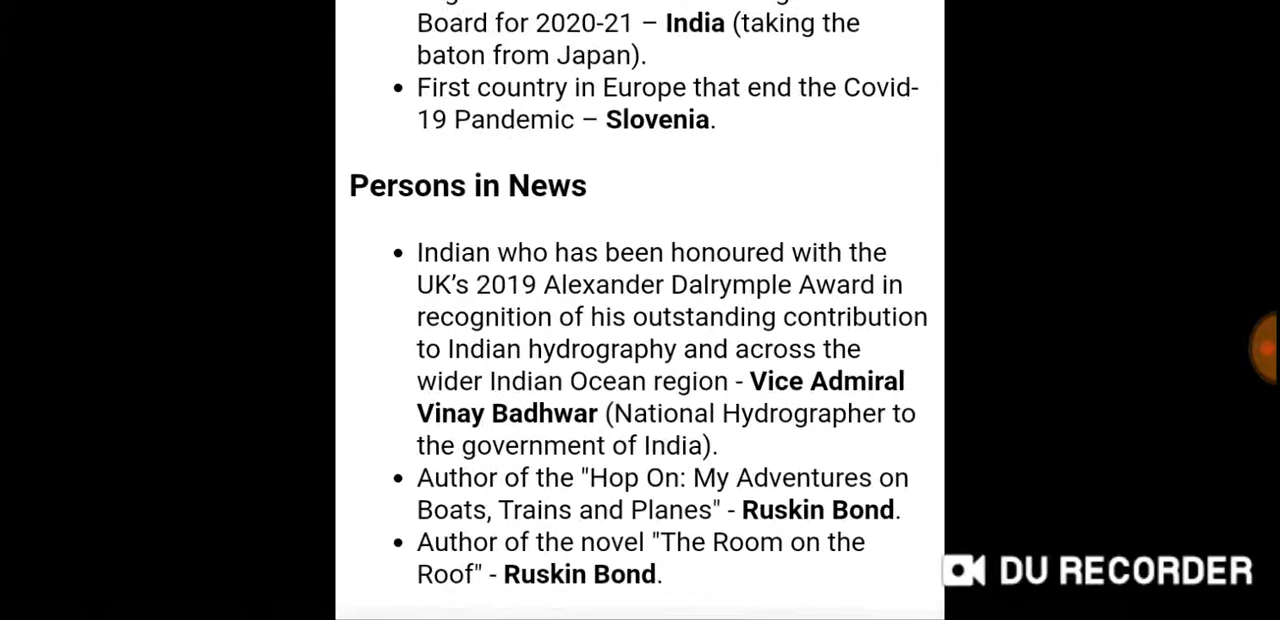 Board for 2020-21 – India (taking the
baton from Japan).
• First country in Europe that end the Covid-
19 Pandemic – Slovenia.
Persons in News
• Indian who has been honoured with the
UK’s 2019 Alexander Dalrymple Award in
recognition of his outstanding contribution
to Indian hydrography and across the
wider Indian Ocean region - Vice Admiral
Vinay Badhwar (National Hydrographer to
the government of India).
• Author of the "Hop On: My Adventures on
Boats, Trains and Planes" - Ruskin Bond.
• Author of the novel "The Room on the
Roof" - Ruskin Bond.
DU RECORDER